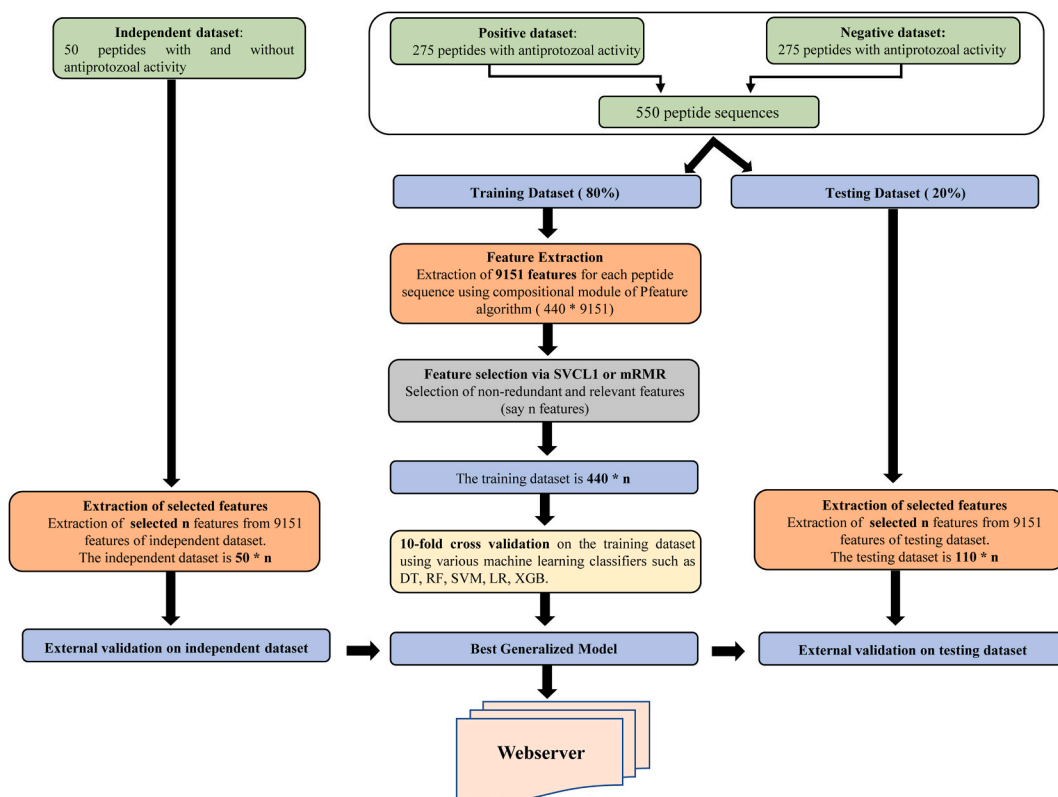 Independent dataset:
50 peptides with and without
antiprotozoal activity
Positive dataset:
275 peptides with antiprotozoal activity
Negative dataset:
275 peptides with antiprotozoal activity
550 peptide sequences
Training Dataset ( 80%)
Testing Dataset ( 20%)
Feature Extraction
Extraction of 9151 features for each peptide
sequence using compositional module of Pfeature
algorithm ( 440 * 9151)
Feature selection via SVCL1 or mRMR
Selection of non-redundant and relevant features
(say n features)
The training dataset is 440 * n
Extraction of selected features
Extraction of selected n features from 9151
features of independent dataset.
The independent dataset is 50 * n
10-fold cross validation on the training dataset
using various machine learning classifiers such as
DT, RF, SVM, LR, XGB.
Extraction of selected features
Extraction of selected n features from 9151
features of testing dataset.
The testing dataset is 110 * n
External validation on independent dataset
Best Generalized Model
External validation on testing dataset
Webserver